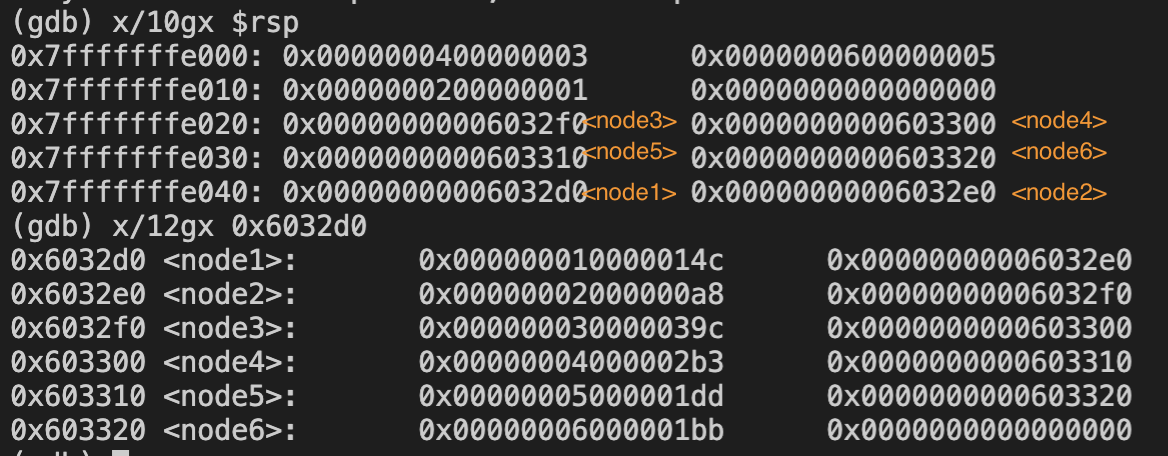 (gdb) x/10gx $rsp
0x7fffffffe000: 0x0000000400000003 0x0000000600000005
0x7fffffffe010: 0x0000000200000001 0x0000000000000000
0x7fffffffe020: 0x00000000006032f0 <node3> 0x0000000000603300 <node4>
0x7fffffffe030: 0x0000000000603310 <node5> 0x0000000000603320 <node6>
0x7fffffffe040: 0x00000000006032d0 <node1> 0x00000000006032e0 <node2>
(gdb) x/12gx 0x6032d0
0x6032d0 <node1>: 0x000000010000014c 0x00000000006032e0
0x6032e0 <node2>: 0x00000002000000a8 0x00000000006032f0
0x6032f0 <node3>: 0x000000030000039c 0x0000000000603300
0x603300 <node4>: 0x00000004000002b3 0x0000000000603310
0x603310 <node5>: 0x00000005000001dd 0x0000000000603320
0x603320 <node6>: 0x00000006000001bb 0x0000000000000000